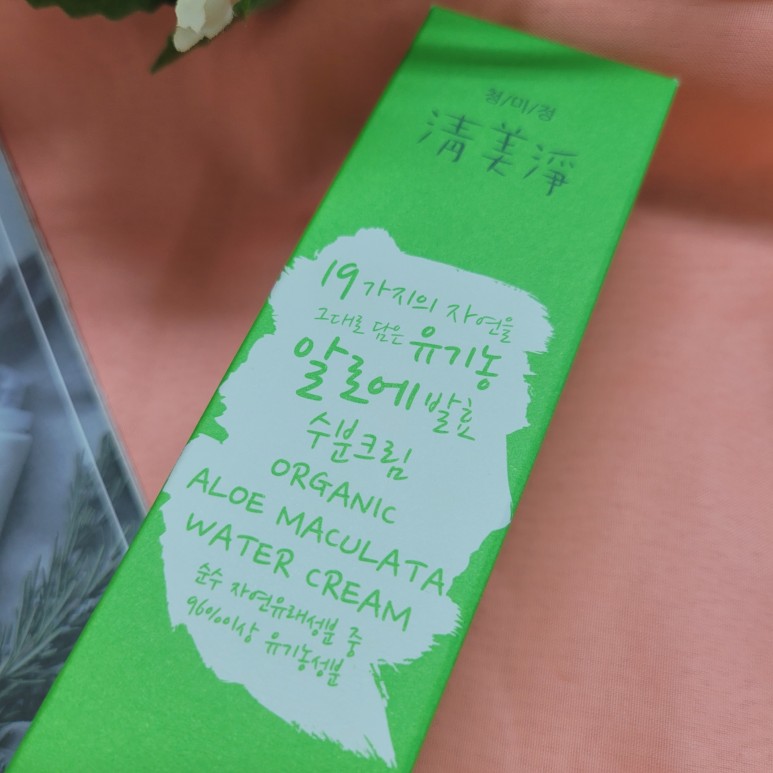 청/미/정
清美淨
19가지의 자연을
그대로 담은 유기농
알로에 발효
수분크림
ORGANIC
ALOE MACULATA
WATER CREAM
순수 자연유래성분 중
96%이상 유기농성분